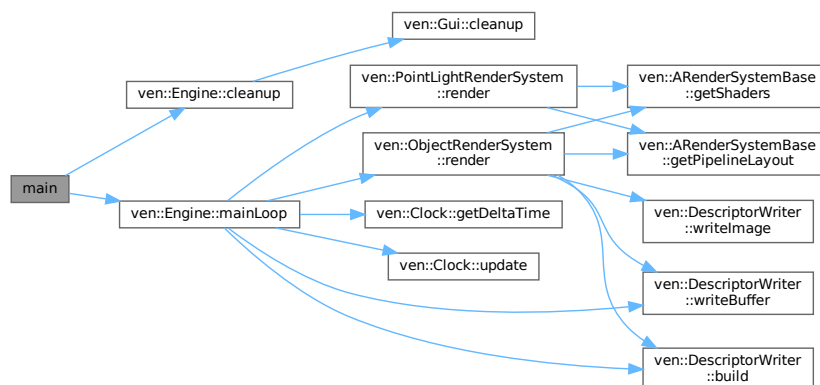 main
ven::Engine::cleanup
ven::Engine::mainLoop
ven::Gui::cleanup
ven::PointLightRenderSystem
::render
ven::ObjectRenderSystem
::render
ven::Clock::getDeltaTime
ven::Clock::update
ven::ARenderSystemBase
::getShaders
ven::ARenderSystemBase
::getPipelineLayout
ven::DescriptorWriter
::writeImage
ven::DescriptorWriter
::writeBuffer
ven::DescriptorWriter
::build